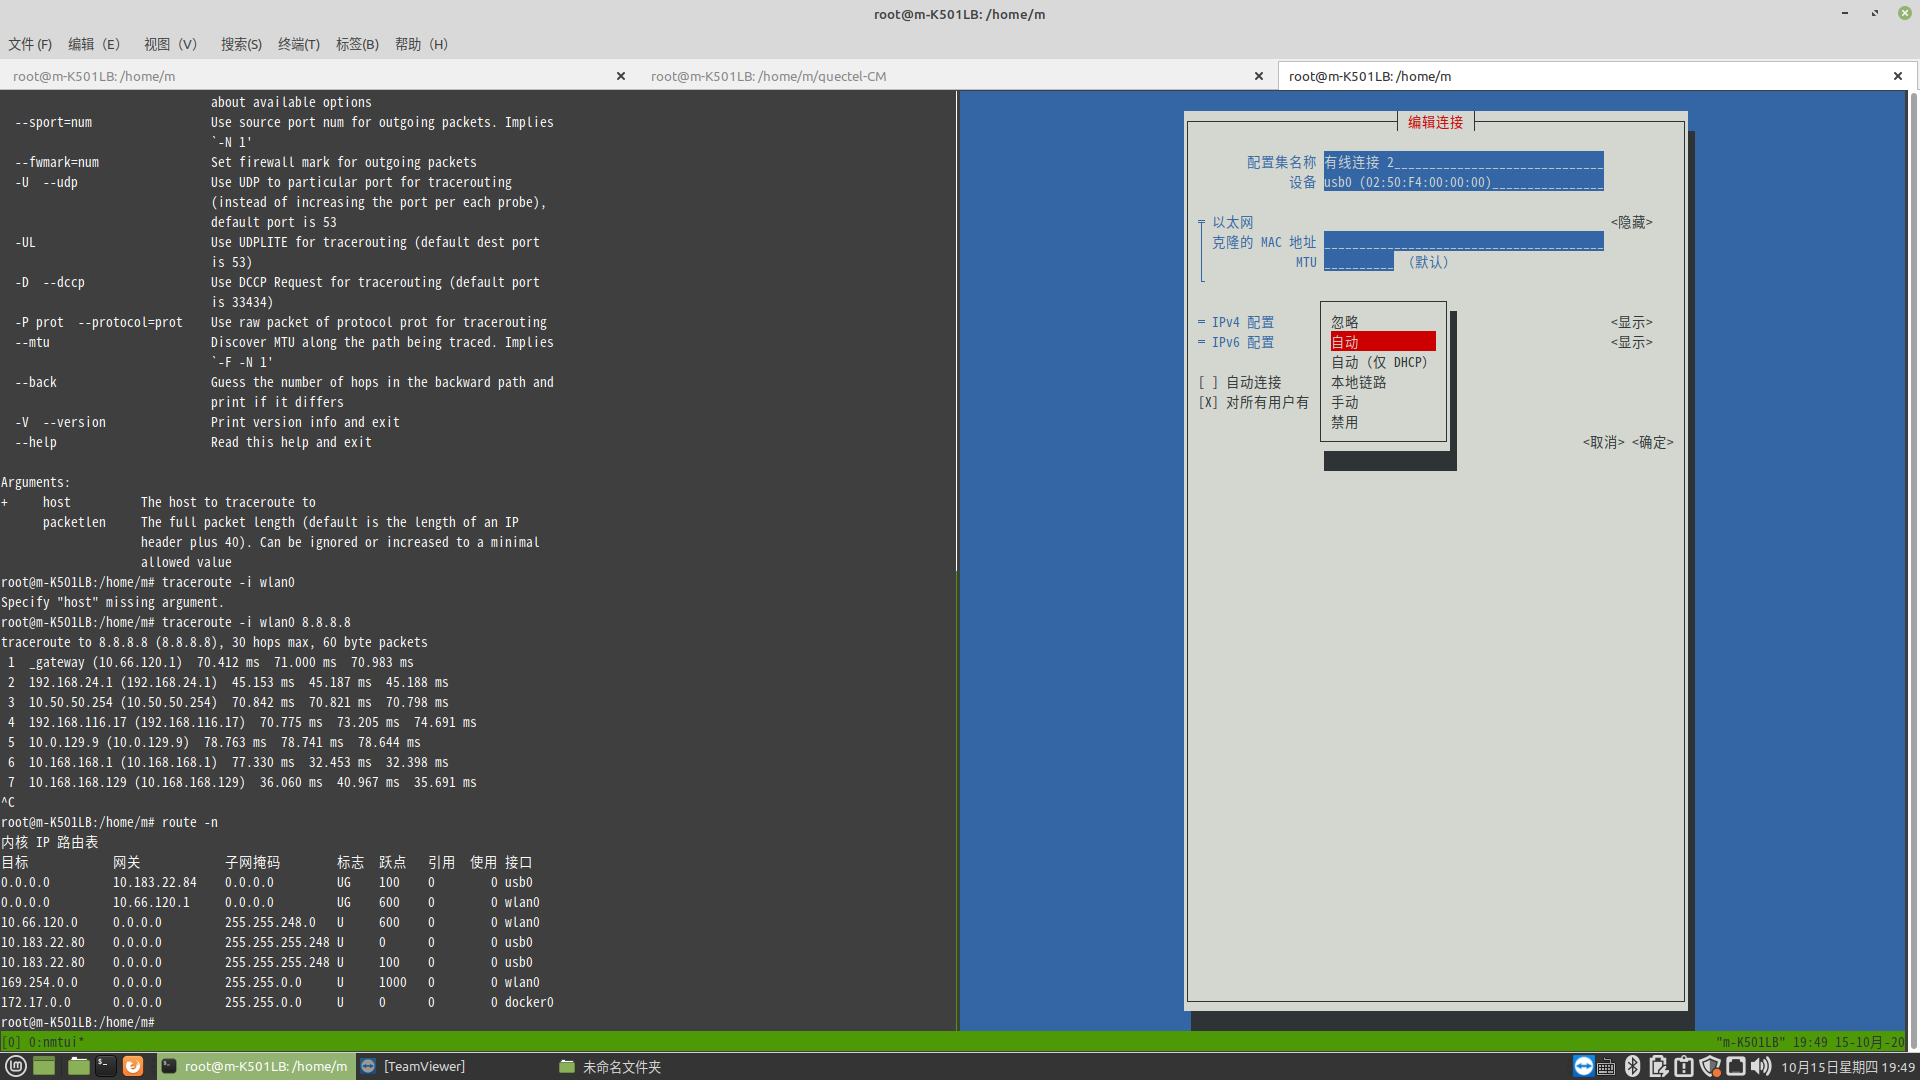 root@m-K501LB: /home/m
文件 (F) 编辑（E） 视图（V） 搜索(S) 终端(T) 标签(B) 帮助（H）
root@m-K501LB: /home/m
root@m-K501LB: /home/m/quectel-CM
root@m-K501LB: /home/m
about available options
--sport=num Use source port num for outgoing packets. Implies
`-N 1'
--fwmark=num Set firewall mark for outgoing packets
-U --udp Use UDP to particular port for tracerouting
(instead of increasing the port per each probe),
default port is 53
-UL Use UDPLITE for tracerouting (default dest port
is 53)
-D --dccp Use DCCP Request for tracerouting (default port
is 33434)
-P prot --protocol=prot Use raw packet of protocol prot for tracerouting
--mtu Discover MTU along the path being traced. Implies
`-F -N 1'
--back Guess the number of hops in the backward path and
print if it differs
-V --version Print version info and exit
--help Read this help and exit
Arguments:
+ host The host to traceroute to
packetlen The full packet length (default is the length of an IP
header plus 40). Can be ignored or increased to a minimal
allowed value
root@m-K501LB:/home/m# traceroute -i wlan0
Specify "host" missing argument.
root@m-K501LB:/home/m# traceroute -i wlan0 8.8.8.8
traceroute to 8.8.8.8 (8.8.8.8), 30 hops max, 60 byte packets
1 _gateway (10.66.120.1) 70.412 ms 71.000 ms 70.983 ms
2 192.168.24.1 (192.168.24.1) 45.153 ms 45.187 ms 45.188 ms
3 10.50.50.254 (10.50.50.254) 70.842 ms 70.821 ms 70.798 ms
4 192.168.116.17 (192.168.116.17) 70.775 ms 73.205 ms 74.691 ms
5 10.0.129.9 (10.0.129.9) 78.763 ms 78.741 ms 78.644 ms
6 10.168.168.1 (10.168.168.1) 77.330 ms 32.453 ms 32.398 ms
7 10.168.168.129 (10.168.168.129) 36.060 ms 40.967 ms 35.691 ms
^C
root@m-K501LB:/home/m# route -n
内核 IP 路由表
目标 网关 子网掩码 标志 跃点 引用 使用 接口
0.0.0.0 10.183.22.84 0.0.0.0 UG 100 0 0 usb0
0.0.0.0 10.66.120.1 0.0.0.0 UG 600 0 0 wlan0
10.66.120.0 0.0.0.0 255.255.248.0 U 600 0 0 wlan0
10.183.22.80 0.0.0.0 255.255.255.248 U 0 0 0 usb0
10.183.22.80 0.0.0.0 255.255.255.248 U 100 0 0 usb0
169.254.0.0 0.0.0.0 255.255.0.0 U 1000 0 0 wlan0
172.17.0.0 0.0.0.0 255.255.0.0 U 0 0 0 docker0
root@m-K501LB:/home/m#
编辑连接
配置集名称 有线连接 2
设备 usb0 (02:50:F4:00:00:00)
以太网 <隐藏>
克隆的 MAC 地址
MTU （默认）
= IPv4 配置 <显示>
= IPv6 配置 <显示>
忽略
自动
自动（仅 DHCP）
本地链路
手动
禁用
[ ] 自动连接
[X] 对所有用户有
<取消> <确定>
[0] 0:nmtui* "m-K501LB" 19:49 15-10月-20
root@m-K501LB: /home/m [TeamViewer] 未命名文件夹 10月15日星期四 19:49